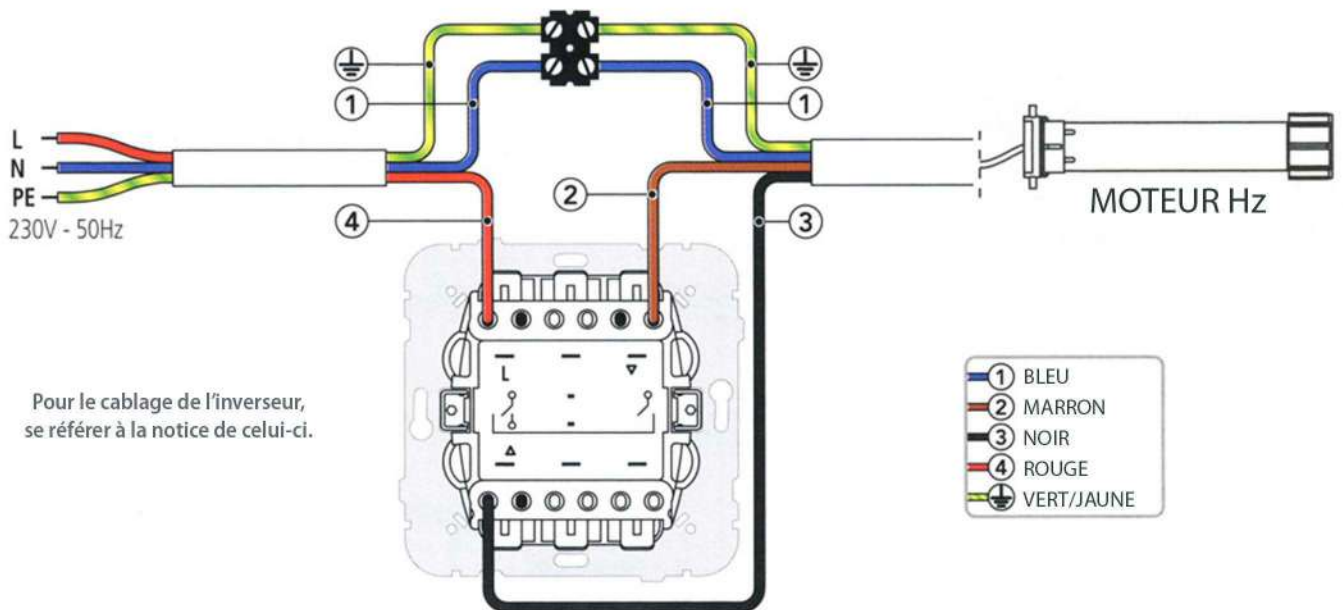 1
1
L
N
PE
230V - 50Hz
2
4
3
MOTEUR Hz
L
Pour le cablage de l'inverseur,
se référer à la notice de celui-ci.
1 BLEU
2 MARRON
3 NOIR
4 ROUGE
VERT/JAUNE